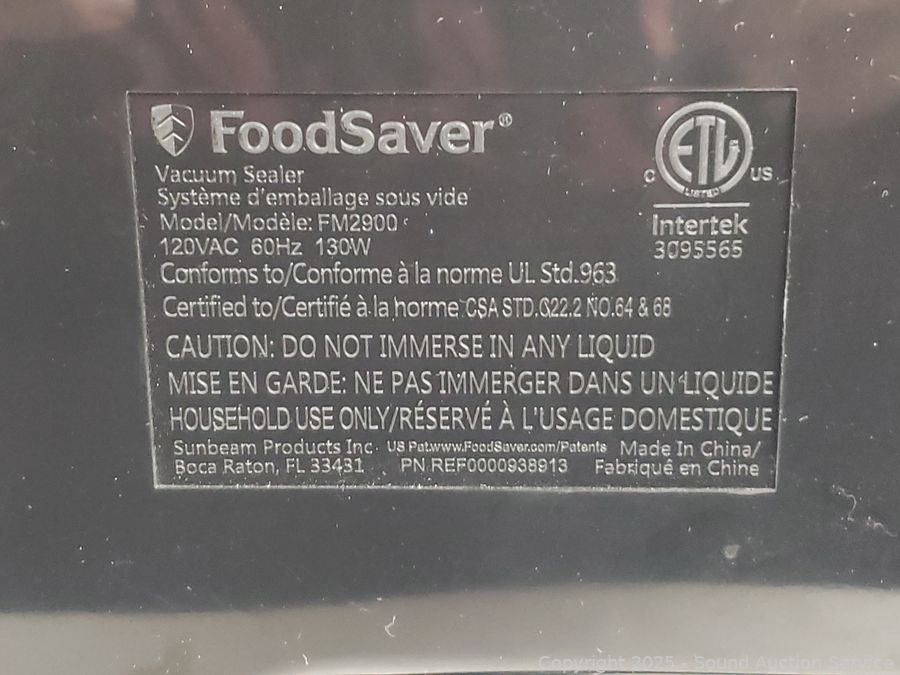 FoodSaver®
Vacuum Sealer
Système d'emballage sous vide
Model/Modèle: FM2900
120VAC 60Hz 130W
Conforms to/Conforme à la norme UL Std.963
Certified to/Certifié à la norme CSA STD.C22.2 NO.64 & 68
CAUTION: DO NOT IMMERSE IN ANY LIQUID
MISE EN GARDE: NE PAS IMMERGER DANS UN LIQUIDE
HOUSEHOLD USE ONLY/RÉSERVÉ À L'USAGE DOMESTIQUE
Sunbeam Products Inc US Pat.www.FoodSaver.com/Patents Made In China/
Boca Raton, FL 33431 PN REF0000938913 Fabriqué en Chine
ETL
LISTED
C US
Intertek
3095565
Copyright 2025 - Sound Auction Service